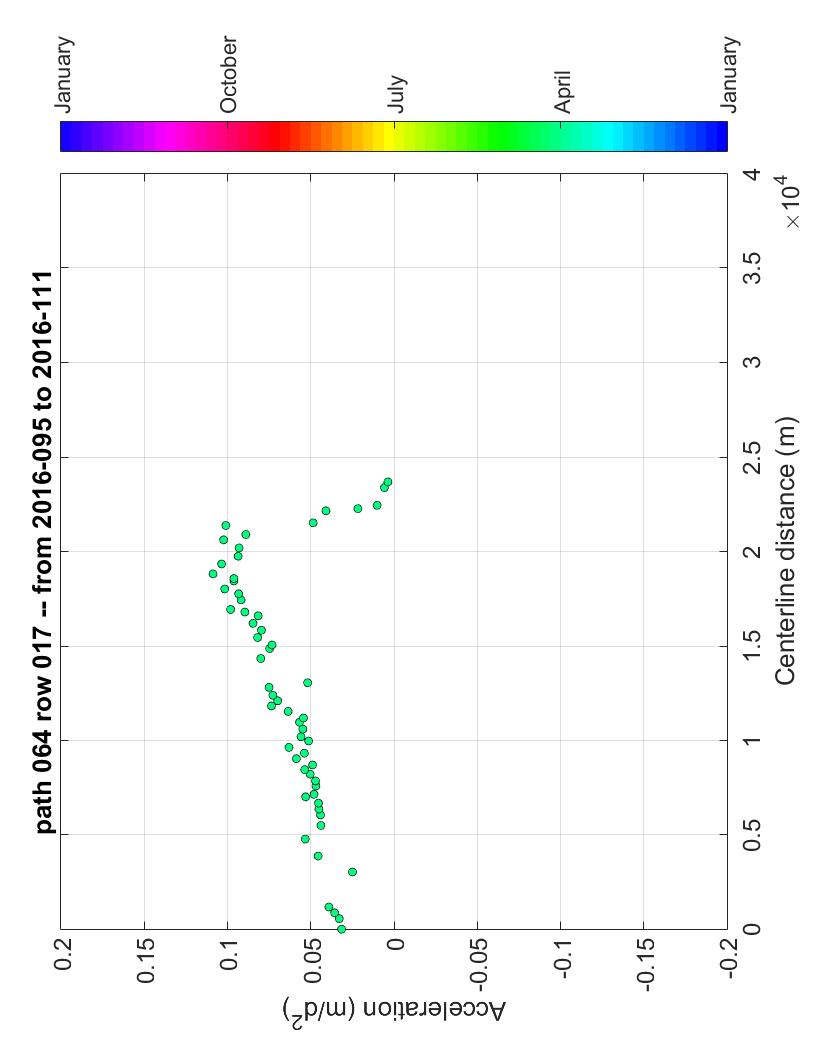 path 064 row 017 -- from 2016-095 to 2016-111
0.2
0.15
0.1
0.05
0
-0.05
-0.1
-0.15
-0.2
Acceleration (m/d²)
0
0.5
1
1.5
2
2.5
3
3.5
4
×10⁴
Centerline distance (m)
January
October
July
April
January